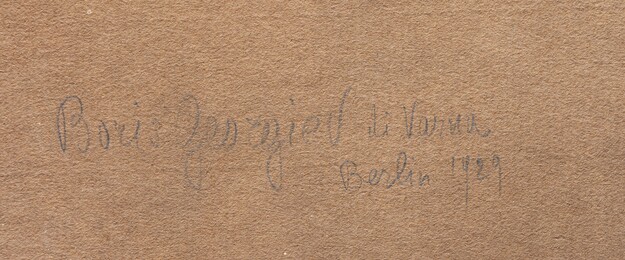 Boris Georgiev di Varna
Berlin 1929